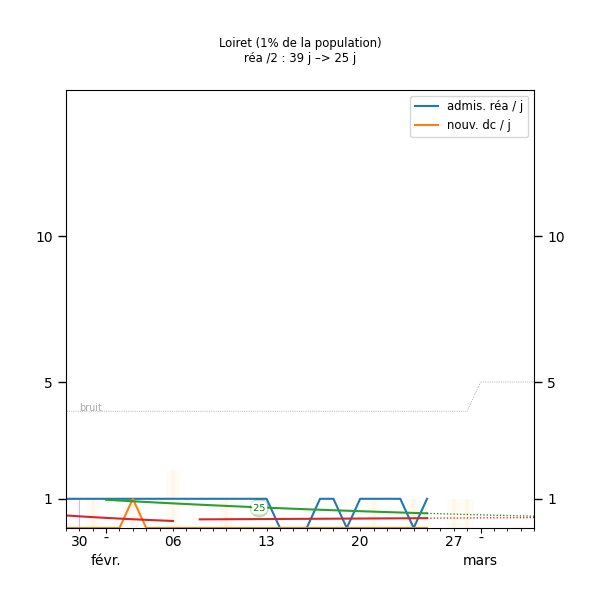 Loiret (1% de la population)
réa /2 : 39 j –> 25 j
admis. réa / j
nouv. dc / j
10 10
5 5
bruit
1 1
25
30 - 06 13 20 27 -
févr. mars